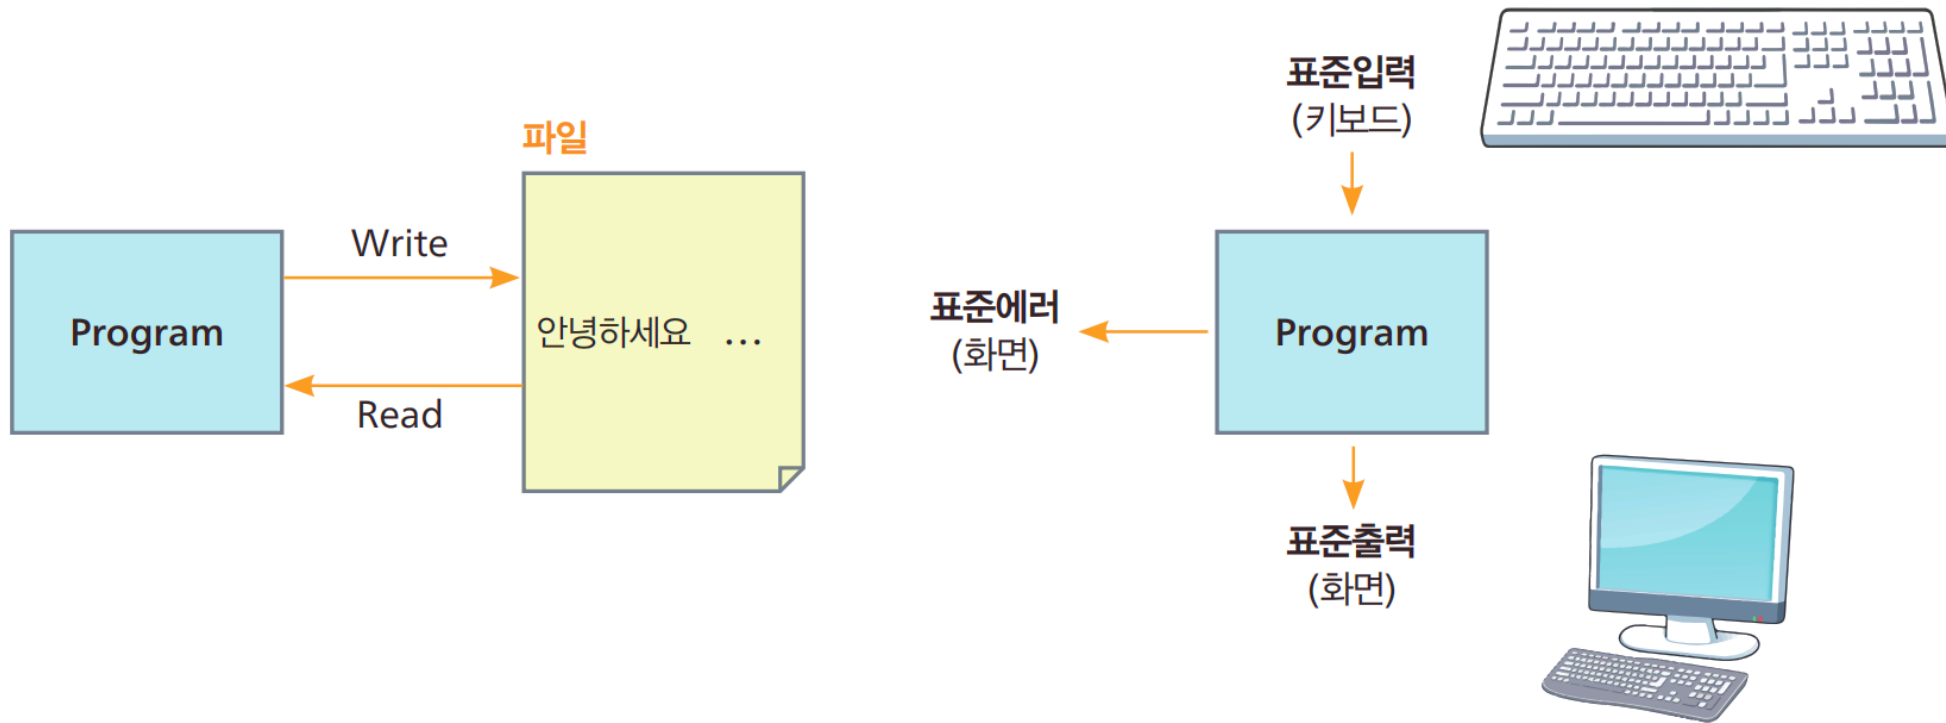 파일
Program
Write
Read
안녕하세요 ...
표준입력
(키보드)
표준에러
(화면)
Program
표준출력
(화면)